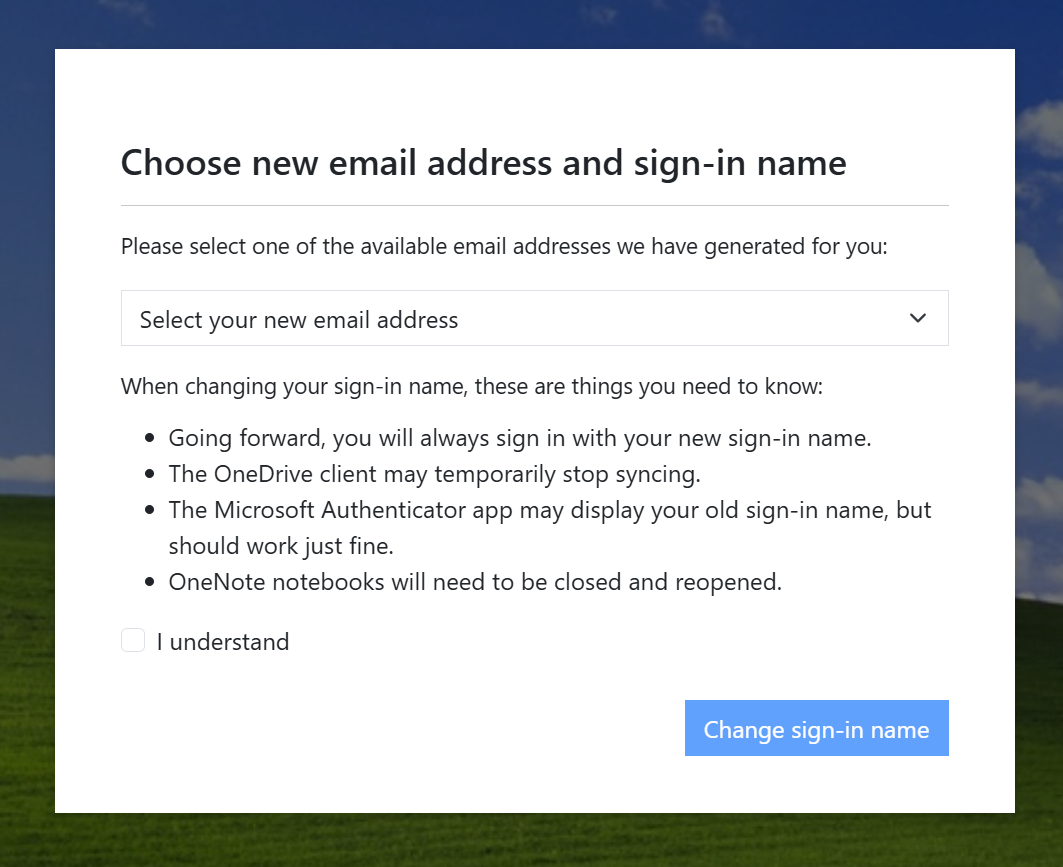 Choose new email address and sign-in name
Please select one of the available email addresses we have generated for you:
Select your new email address
When changing your sign-in name, these are things you need to know:
Going forward, you will always sign in with your new sign-in name.
The OneDrive client may temporarily stop syncing.
The Microsoft Authenticator app may display your old sign-in name, but
should work just fine.
OneNote notebooks will need to be closed and reopened.
I understand
Change sign-in name